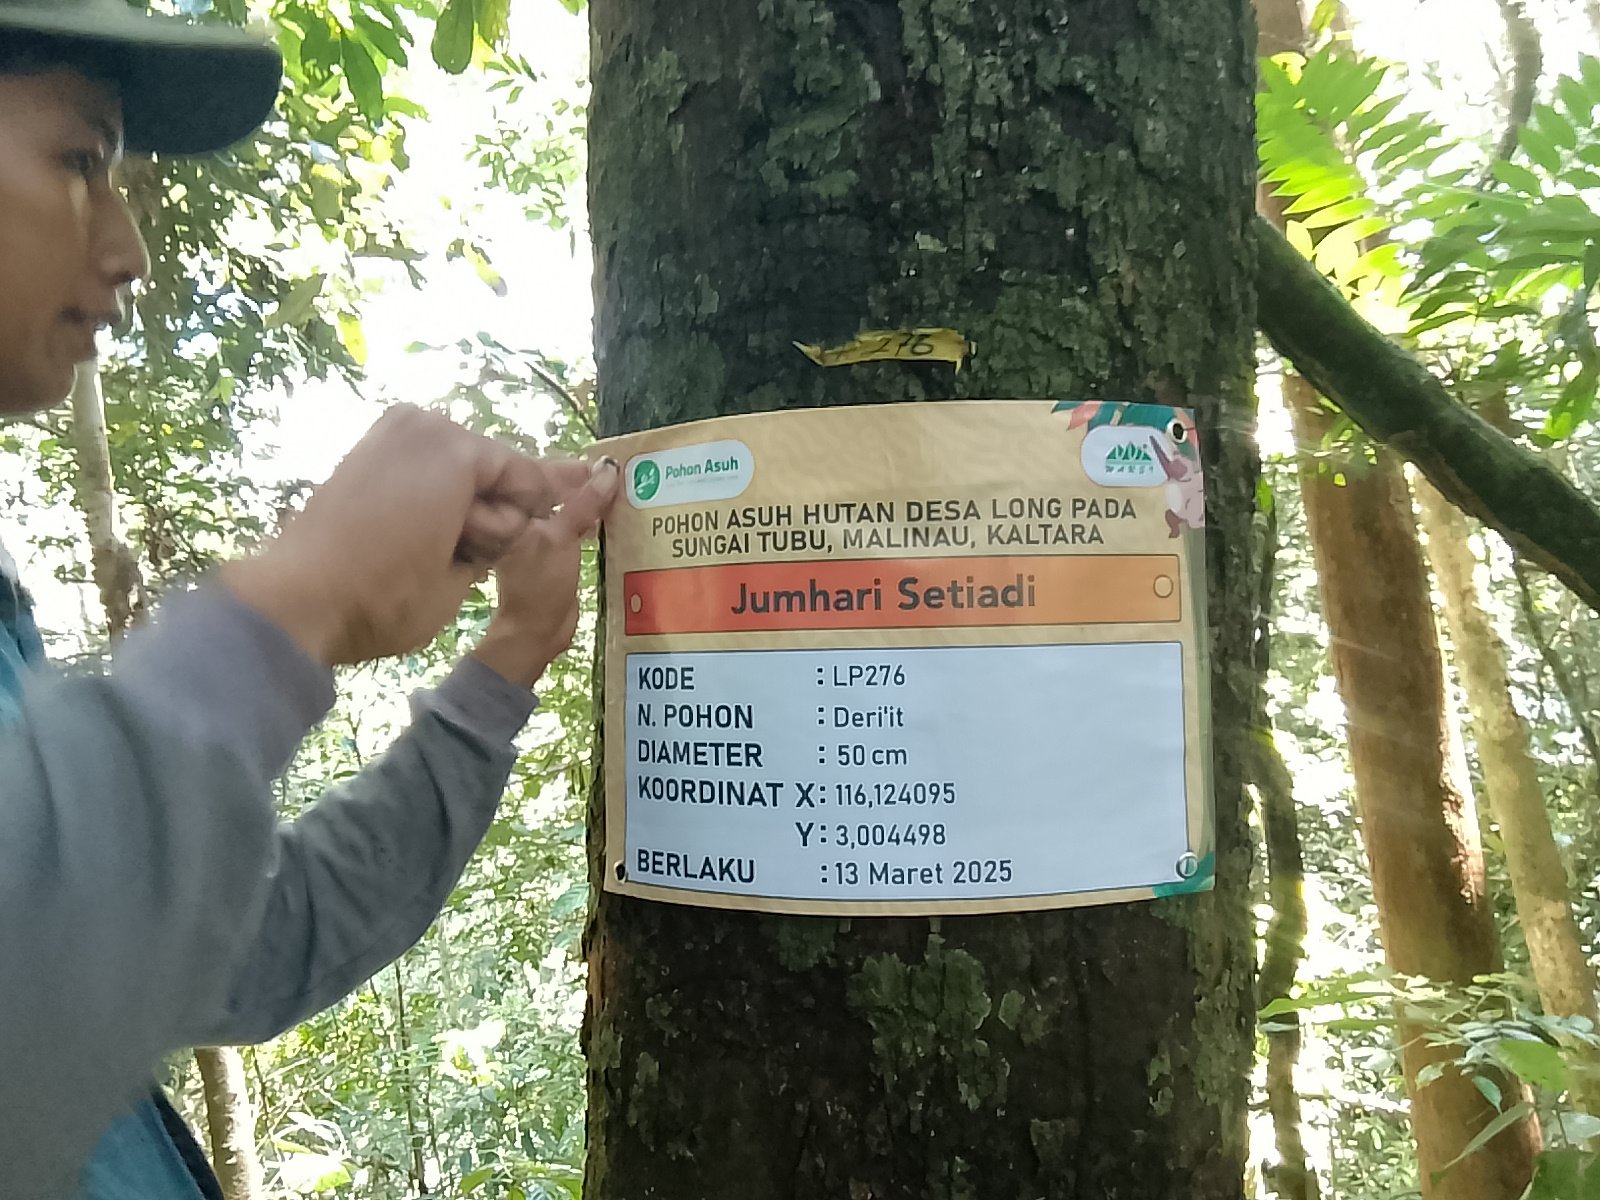 276
Pohon Asuh
WARSI
POHON ASUH HUTAN DESA LONG PADA
SUNGAI TUBU, MALINAU, KALTARA
Jumhari Setiadi
KODE : LP276
N. POHON : Deri'it
DIAMETER : 50 cm
KOORDINAT X: 116,124095
Y: 3,004498
BERLAKU : 13 Maret 2025